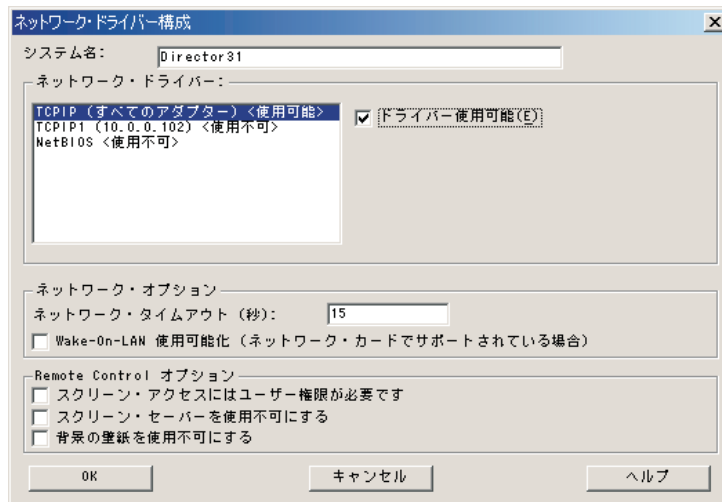 ネットワーク・ドライバー構成
システム名: Director31
ネットワーク・ドライバー:
TCPIP (すべてのアダプター) <使用可能>
ドライバー使用可能(E)
TCPIP1 (10.0.0.102) <使用不可>
NetBIOS <使用不可>
ネットワーク・オプション
ネットワーク・タイムアウト (秒): 15
Wake-On-LAN 使用可能化 (ネットワーク・カードでサポートされている場合)
Remote Control オプション
スクリーン・アクセスにはユーザー権限が必要です
スクリーン・セーバーを使用不可にする
背景の壁紙を使用不可にする
OK キャンセル ヘルプ